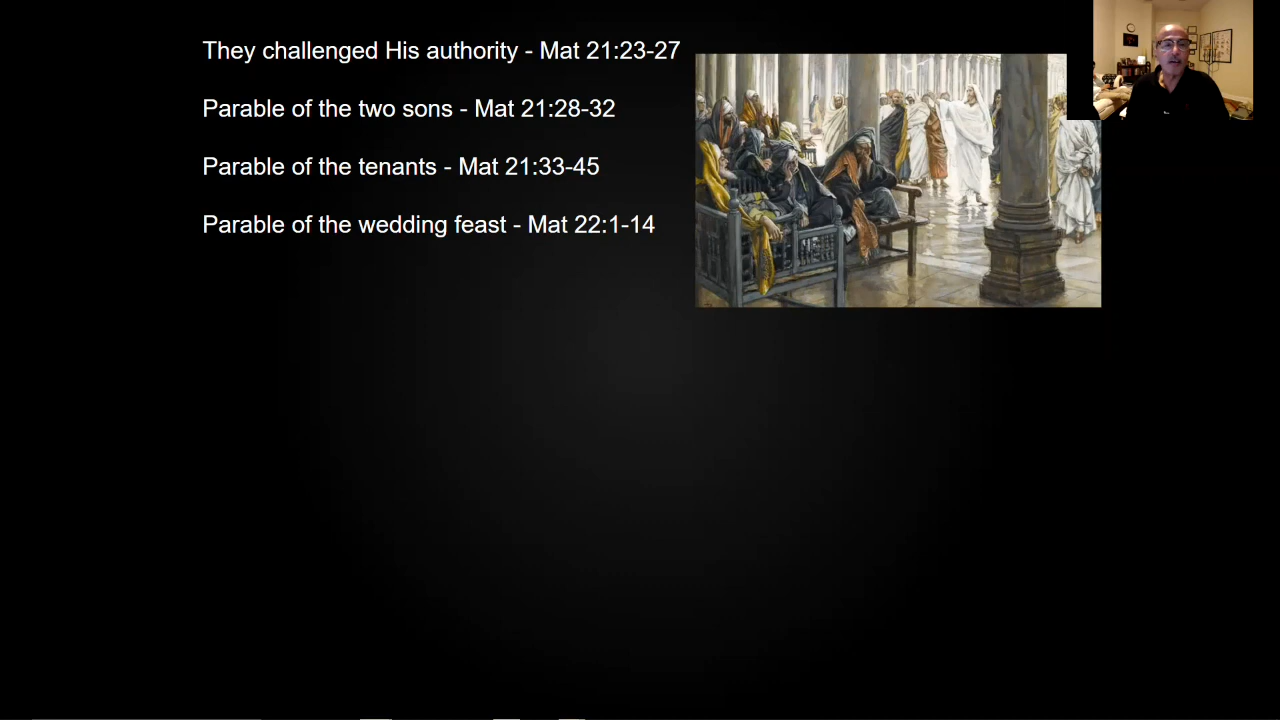 They challenged His authority - Mat 21:23-27
Parable of the two sons - Mat 21:28-32
Parable of the tenants - Mat 21:33-45
Parable of the wedding feast - Mat 22:1-14